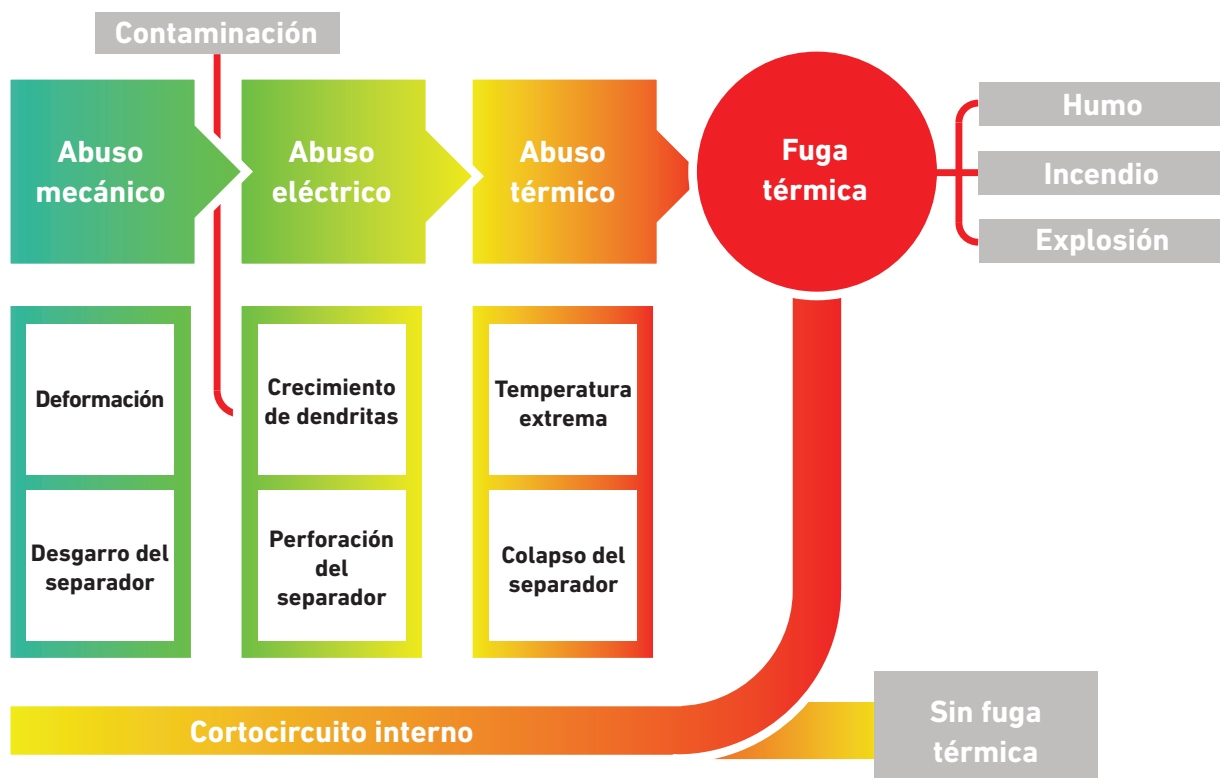 Contaminación
Abuso
mecánico
Abuso
eléctrico
Abuso
térmico
Fuga
térmica
Humo
Incendio
Explosión
Deformación
Crecimiento
de dendritas
Temperatura
extrema
Desgarro del
separador
Perforación
del
separador
Colapso del
separador
Cortocircuito interno
Sin fuga
térmica